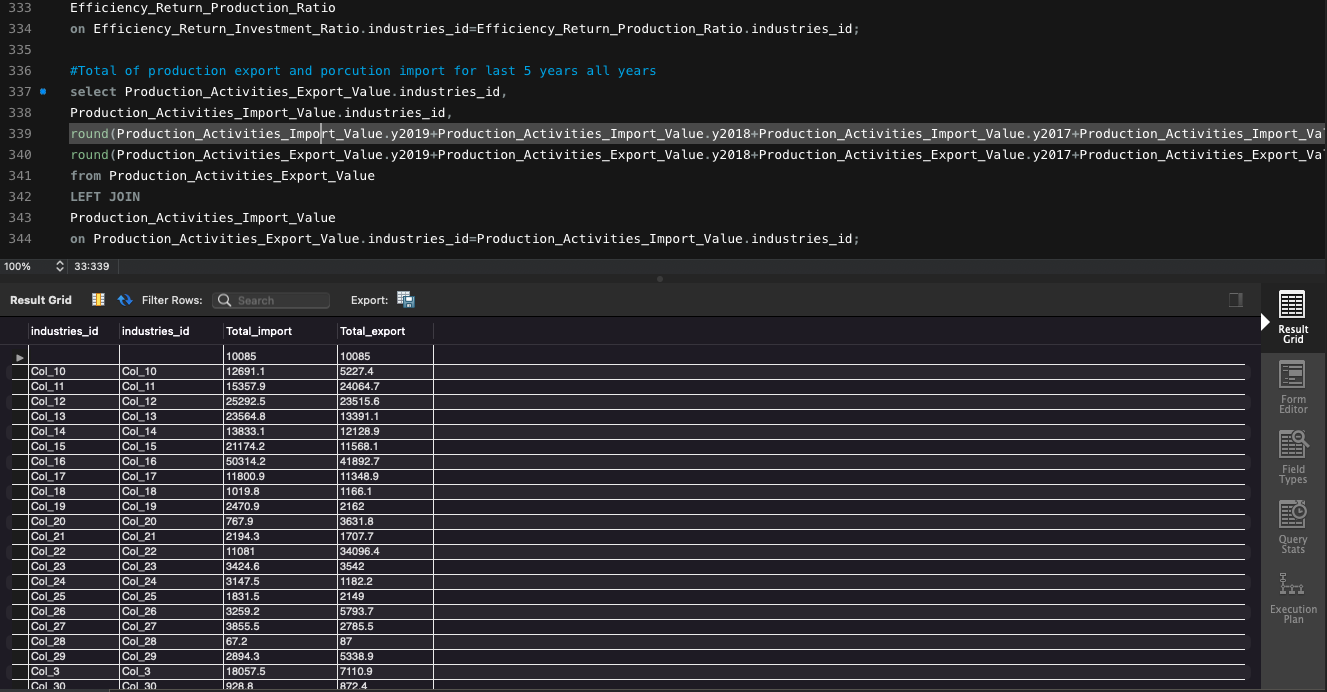 333 Efficiency_Return_Production_Ratio
334 on Efficiency_Return_Investment_Ratio.industries_id=Efficiency_Return_Production_Ratio.industries_id;
335
336 #Total of production export and porcution import for last 5 years all years
337 select Production_Activities_Export_Value.industries_id,
338 Production_Activities_Import_Value.industries_id,
339 round(Production_Activities_Import_Value.y2019+Production_Activities_Import_Value.y2018+Production_Activities_Import_Value.y2017+Production_Activities_Import_Va
340 round(Production_Activities_Export_Value.y2019+Production_Activities_Export_Value.y2018+Production_Activities_Export_Value.y2017+Production_Activities_Export_Va
341 from Production_Activities_Export_Value
342 LEFT JOIN
343 Production_Activities_Import_Value
344 on Production_Activities_Export_Value.industries_id=Production_Activities_Import_Value.industries_id;
100% 33:339
Result Grid Filter Rows: Search Export:
industries_id industries_id Total_import Total_export
10085 10085
Col_10 Col_10 12691.1 5227.4
Col_11 Col_11 15357.9 24064.7
Col_12 Col_12 25292.5 23515.6
Col_13 Col_13 23564.8 13391.1
Col_14 Col_14 13833.1 12128.9
Col_15 Col_15 21174.2 11568.1
Col_16 Col_16 50314.2 41892.7
Col_17 Col_17 11800.9 11348.9
Col_18 Col_18 1019.8 1166.1
Col_19 Col_19 2470.9 2162
Col_20 Col_20 767.9 3631.8
Col_21 Col_21 2194.3 1707.7
Col_22 Col_22 11081 34096.4
Col_23 Col_23 3424.6 3542
Col_24 Col_24 3147.5 1182.2
Col_25 Col_25 1831.5 2149
Col_26 Col_26 3259.2 5793.7
Col_27 Col_27 3855.5 2785.5
Col_28 Col_28 67.2 87
Col_29 Col_29 2894.3 5338.9
Col_3 Col_3 18057.5 7110.9
Col_30 Col_30 928.8 872.4
Result
Grid
Form
Editor
Field
Types
Query
Stats
Execution
Plan